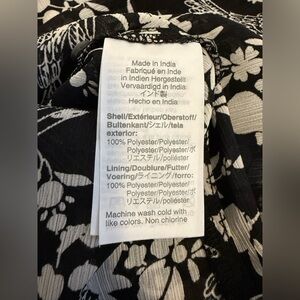 Made in India
Fabriqué en Inde
in Indien Hergestellt
Vervaardigd in India
インド製
Hecho en India
Shell/Extérieur/Oberstoff/
Buitenkant/シェル/tela
exterior:
100% Polyester/Polyester/
Polyester/Polyester/ポ
リエステル/poliéster
Lining/Doublure/Futter/
Voering/ライニング/forro:
100% Polyester/Polyester/
Polyester/Polyester/ポ
リエステル/poliéster
Machine wash cold with
like colors. Non chlorine